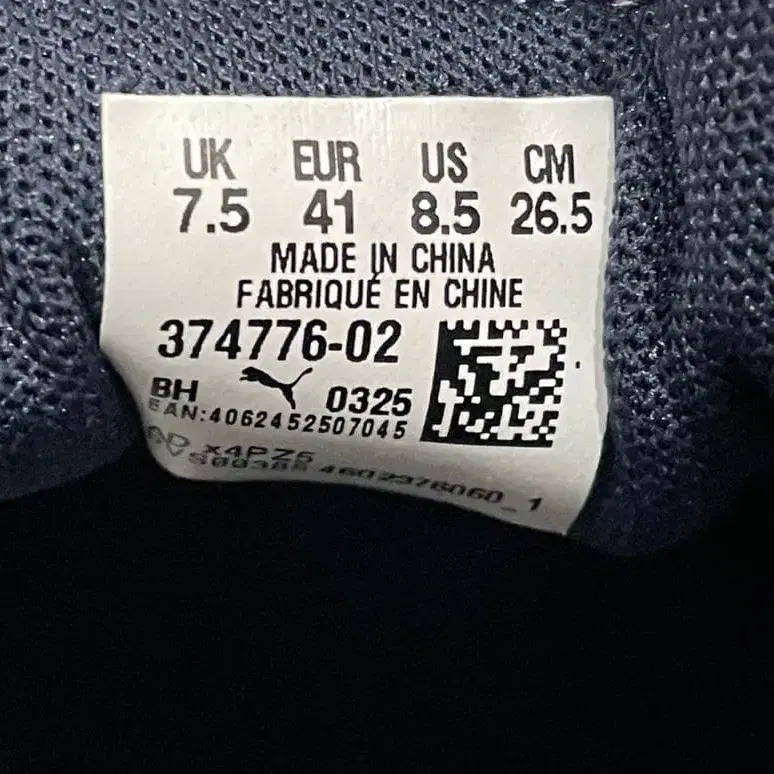 UK EUR US CM
7.5 41 8.5 26.5
MADE IN CHINA
FABRIQUÉ EN CHINE
374776-02
BH 0325
EAN:4062452507045
X4PZ5
4602376060_1